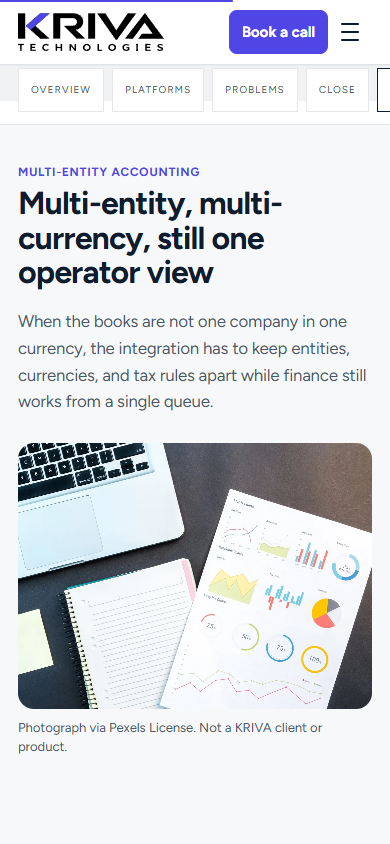 KRIVA
TECHNOLOGIES
Book a call
OVERVIEW
PLATFORMS
PROBLEMS
CLOSE
MULTI-ENTITY ACCOUNTING
Multi-entity, multi-
currency, still one
operator view
When the books are not one company in one
currency, the integration has to keep entities,
currencies, and tax rules apart while finance still
works from a single queue.
Photograph via Pexels License. Not a KRIVA client or
product.